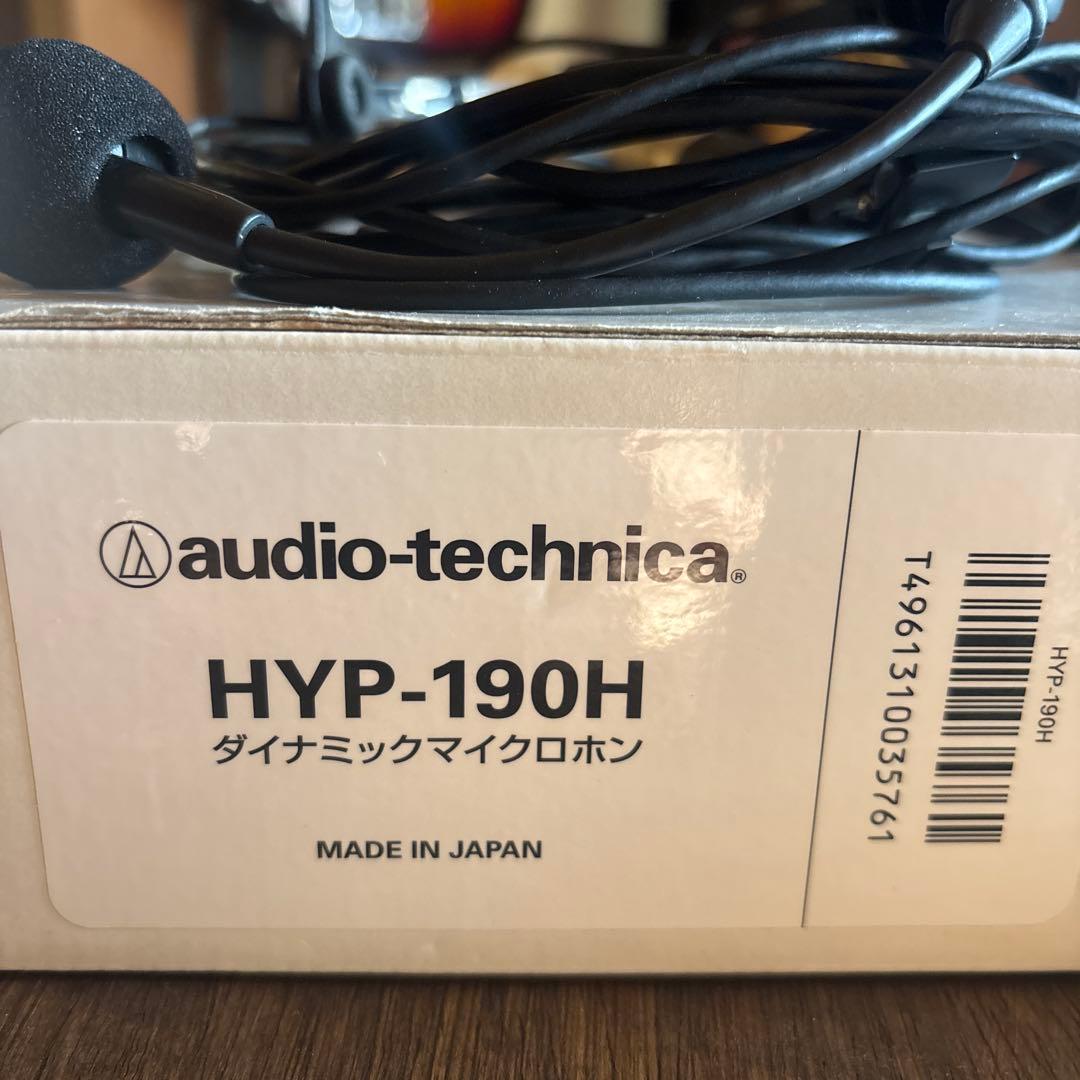 audio-technica®
HYP-190H
ダイナミックマイクロホン
MADE IN JAPAN
HYP-190H
T4961310035761